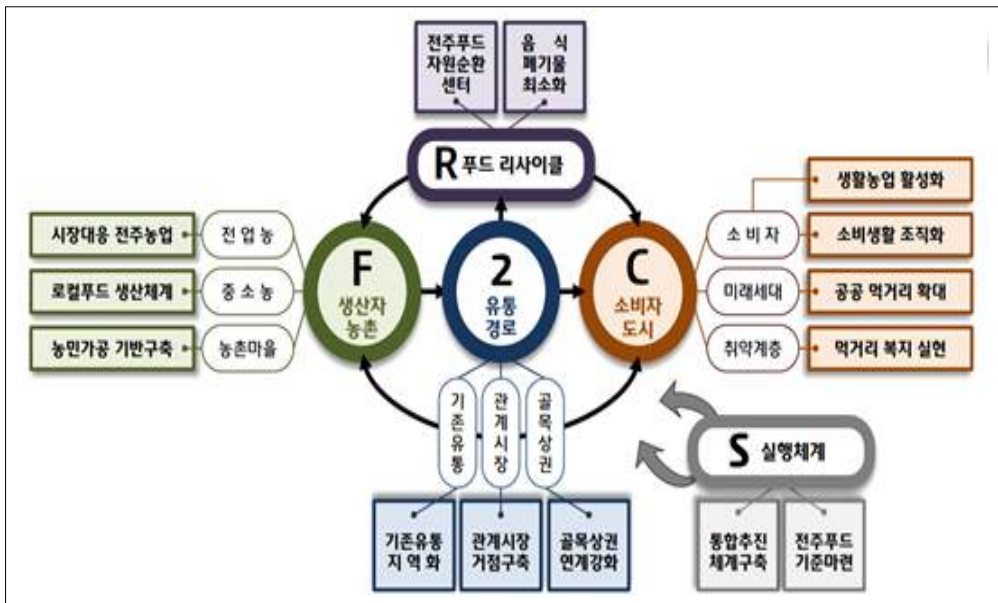 전주푸드
자원순환
센터
음 식
폐기물
최소화
R 푸드 리사이클
생활농업 활성화
시장대응 전주농업
전 업 농
로컬푸드 생산체계
중 소 농
농민가공 기반구축
농촌마을
F
생산자
농촌
2
유통
경로
C
소비자
도시
소 비 자
소비생활 조직화
미래세대
공공 먹거리 확대
취약계층
먹거리 복지 실현
기존유통
관계시장
골목상권
기존유통
지 역 화
관계시장
거점구축
골목상권
연계강화
S 실행체계
통합추진
체계구축
전주푸드
기준마련